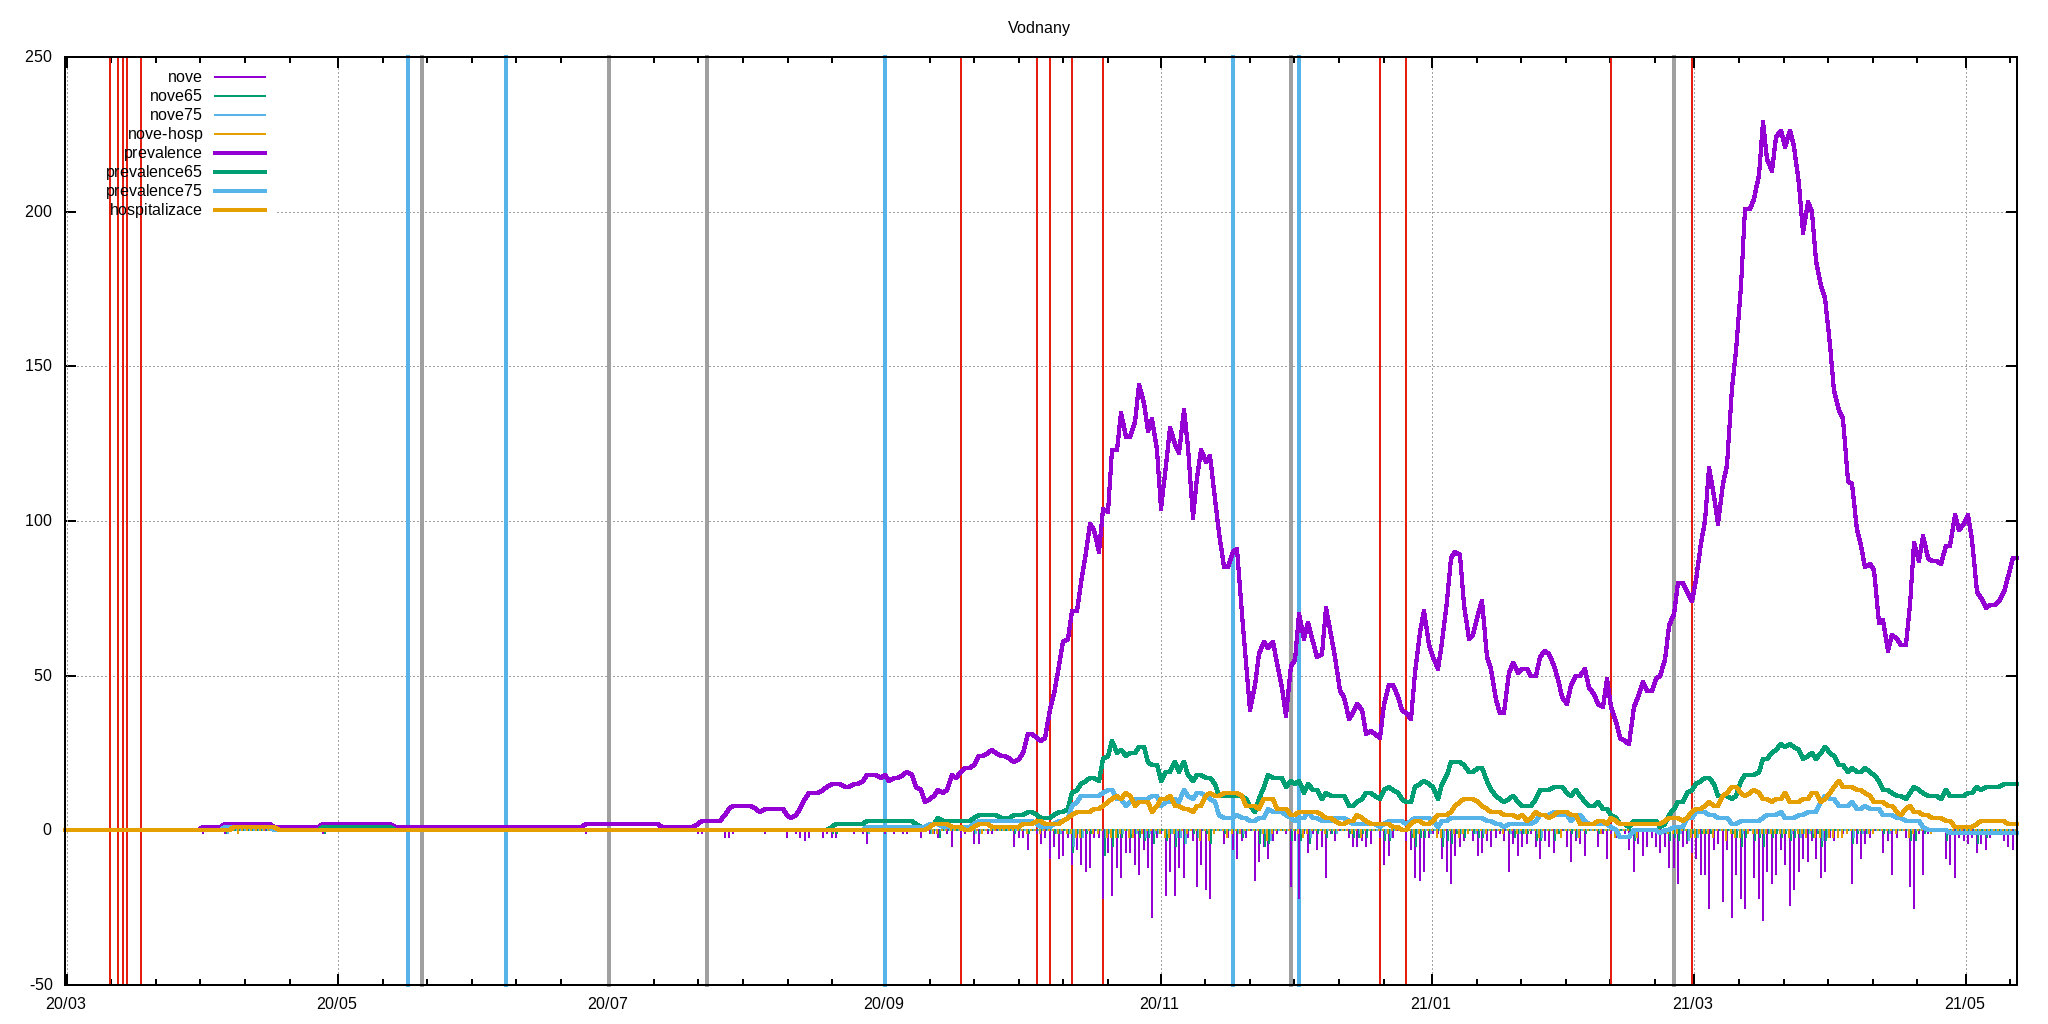 Vodnany
250
200
150
100
50
0
-50
nove
nove65
nove75
nove-hosp
prevalence
prevalence65
prevalence75
hospitalizace
20/03
20/05
20/07
20/09
20/11
21/01
21/03
21/05